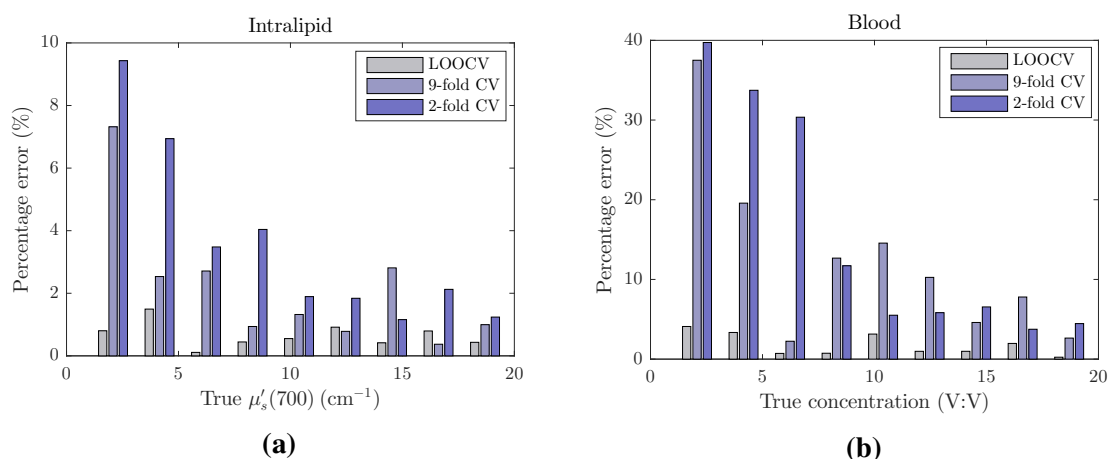 Intralipid
10
8
6
4
2
0
Percentage error (%)
LOOCV
9-fold CV
2-fold CV
0 5 10 15 20
True μ′s(700) (cm−1)
(a)
Blood
40
30
20
10
0
Percentage error (%)
LOOCV
9-fold CV
2-fold CV
0 5 10 15 20
True concentration (V:V)
(b)